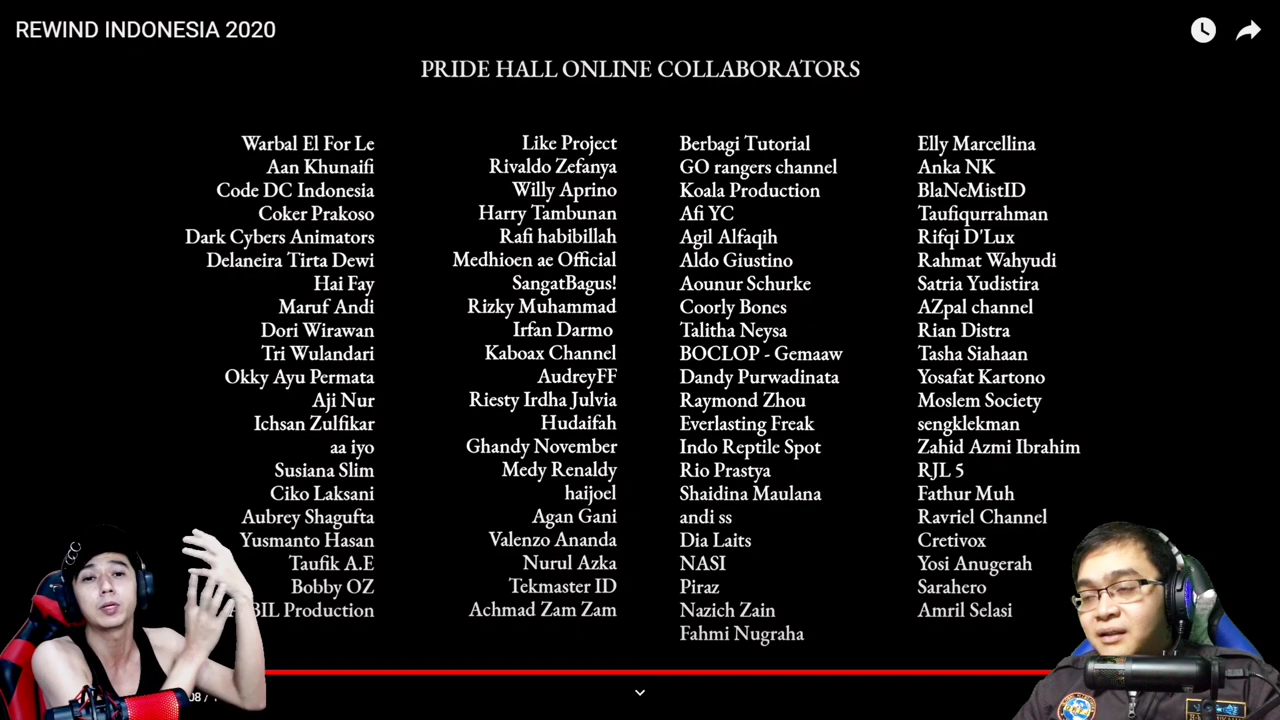 REWIND INDONESIA 2020
PRIDE HALL ONLINE COLLABORATORS
Warbal El For Le
Aan Khunaifi
Code DC Indonesia
Coker Prakoso
Dark Cybers Animators
Delaneira Tirta Dewi
Hai Fay
Maruf Andi
Dori Wirawan
Tri Wulandari
Okky Ayu Permata
Aji Nur
Ichsan Zulfikar
aa iyo
Susiana Slim
Ciko Laksani
Aubrey Shagufta
Yusmanto Hasan
Taufik A.E
Bobby OZ
Production
Like Project
Rivaldo Zefanya
Willy Aprino
Harry Tambunan
Rafi habibillah
Medhioen ae Official
SangatBagus!
Rizky Muhammad
Irfan Darmo
Kaboax Channel
AudreyFF
Riesty Irdha Julvia
Hudaifah
Ghandy November
Medy Renaldy
haijoel
Agan Gani
Valenzo Ananda
Nurul Azka
Tekmaster ID
Achmad Zam Zam
Berbagi Tutorial
GO rangers channel
Koala Production
Afi YC
Agil Alfaqih
Aldo Giustino
Aounur Schurke
Coorly Bones
Talitha Neysa
BOCLOP - Gemaaw
Dandy Purwadinata
Raymond Zhou
Everlasting Freak
Indo Reptile Spot
Rio Prastya
Shaidina Maulana
andi ss
Dia Laits
NASI
Piraz
Nazich Zain
Fahmi Nugraha
Elly Marcellina
Anka NK
BlaNeMistID
Taufiqurrahman
Rifqi D'Lux
Rahmat Wahyudi
Satria Yudistira
AZpal channel
Rian Distra
Tasha Siahaan
Yosafat Kartono
Moslem Society
sengklekman
Zahid Azmi Ibrahim
RJL 5
Fathur Muh
Ravriel Channel
Cretivox
Yosi Anugerah
Sarahero
Amril Selasi